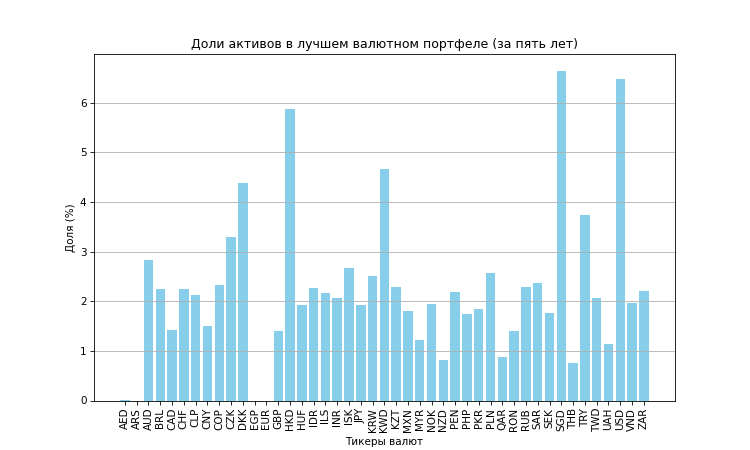 Доли активов в лучшем валютном портфеле (за пять лет)
Доля (%)
6
5
4
3
2
1
0
AED ARS AUD BRL CAD CHF CLP CNY COP CZK DKK EGP EUR GBP HKD HUF IDR ILS INR ISK JPY KRW KWD KZT MXN MYR NOK NZD PEN PHP PKR PLN QAR RON RUB SAR SEK SGD THB TRY TWD UAH USD VND ZAR
Тикеры валют